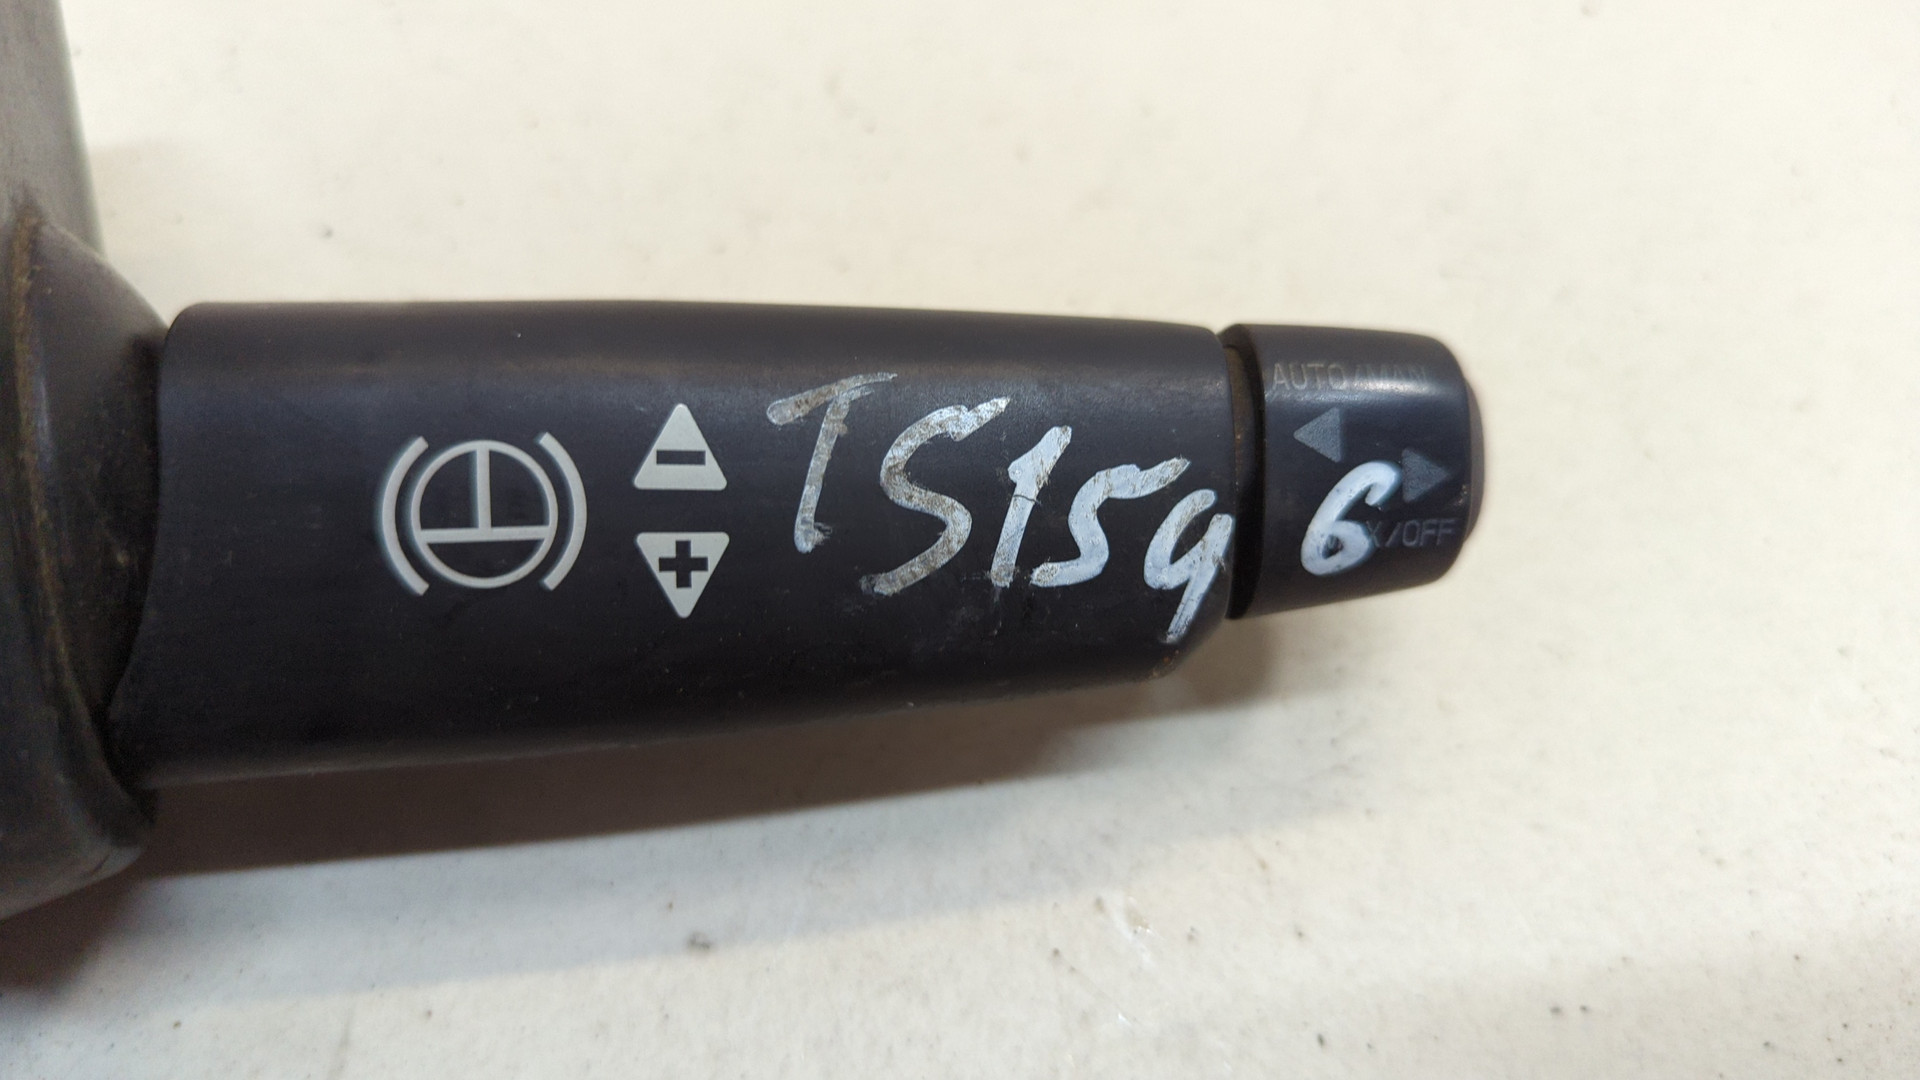 AUTO/MAN
TS159 6
X/OFF